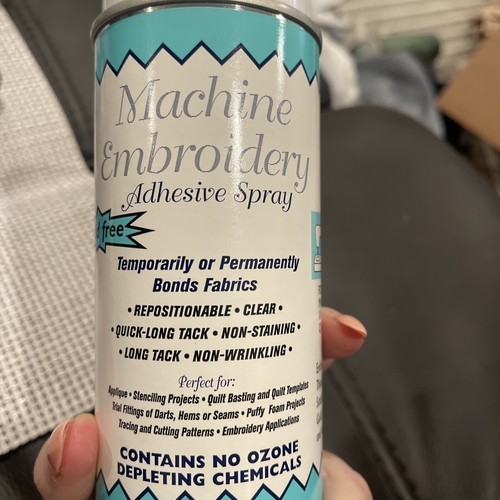 Machine
Embroidery
Adhesive Spray
free
Temporarily or Permanently
Bonds Fabrics
• REPOSITIONABLE • CLEAR •
• QUICK-LONG TACK • NON-STAINING •
• LONG TACK • NON-WRINKLING •
Perfect for:
Applique • Stenciling Projects • Quilt Basting and Quilt Templates
Trial Fittings of Darts, Hems or Seams • Puffy Foam Projects
Tracing and Cutting Patterns • Embroidery Applications
CONTAINS NO OZONE
DEPLETING CHEMICALS